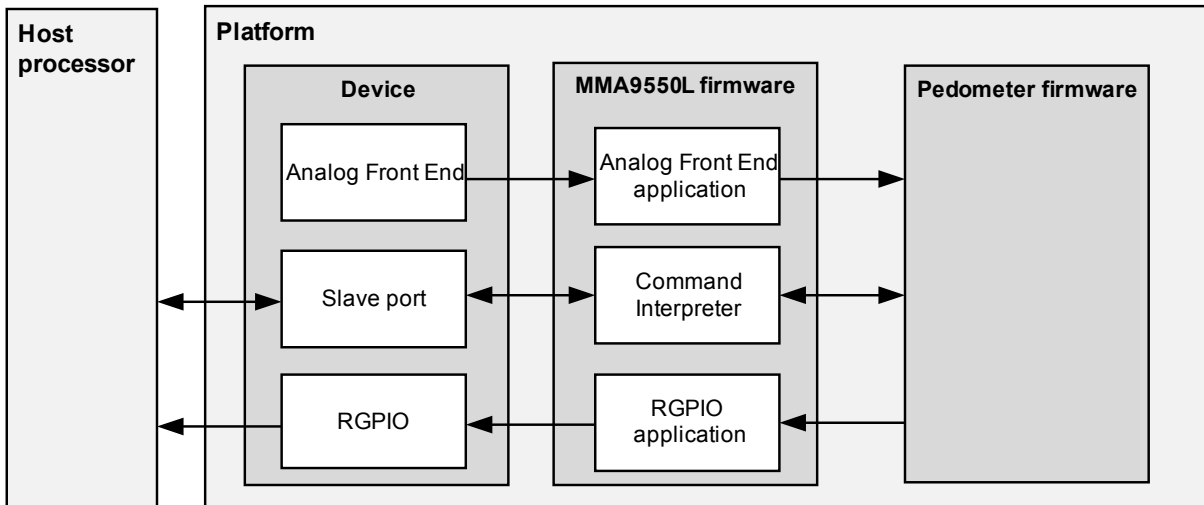 Host
processor
Platform
Device
MMA9550L firmware
Pedometer firmware
Analog Front End
Analog Front End
application
Slave port
Command
Interpreter
RGPIO
RGPIO
application